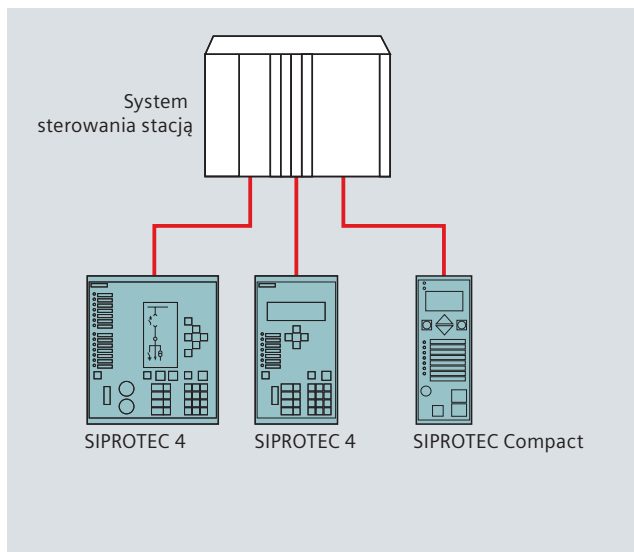 System
sterowania stacją
SIPROTEC 4
SIPROTEC 4
SIPROTEC Compact